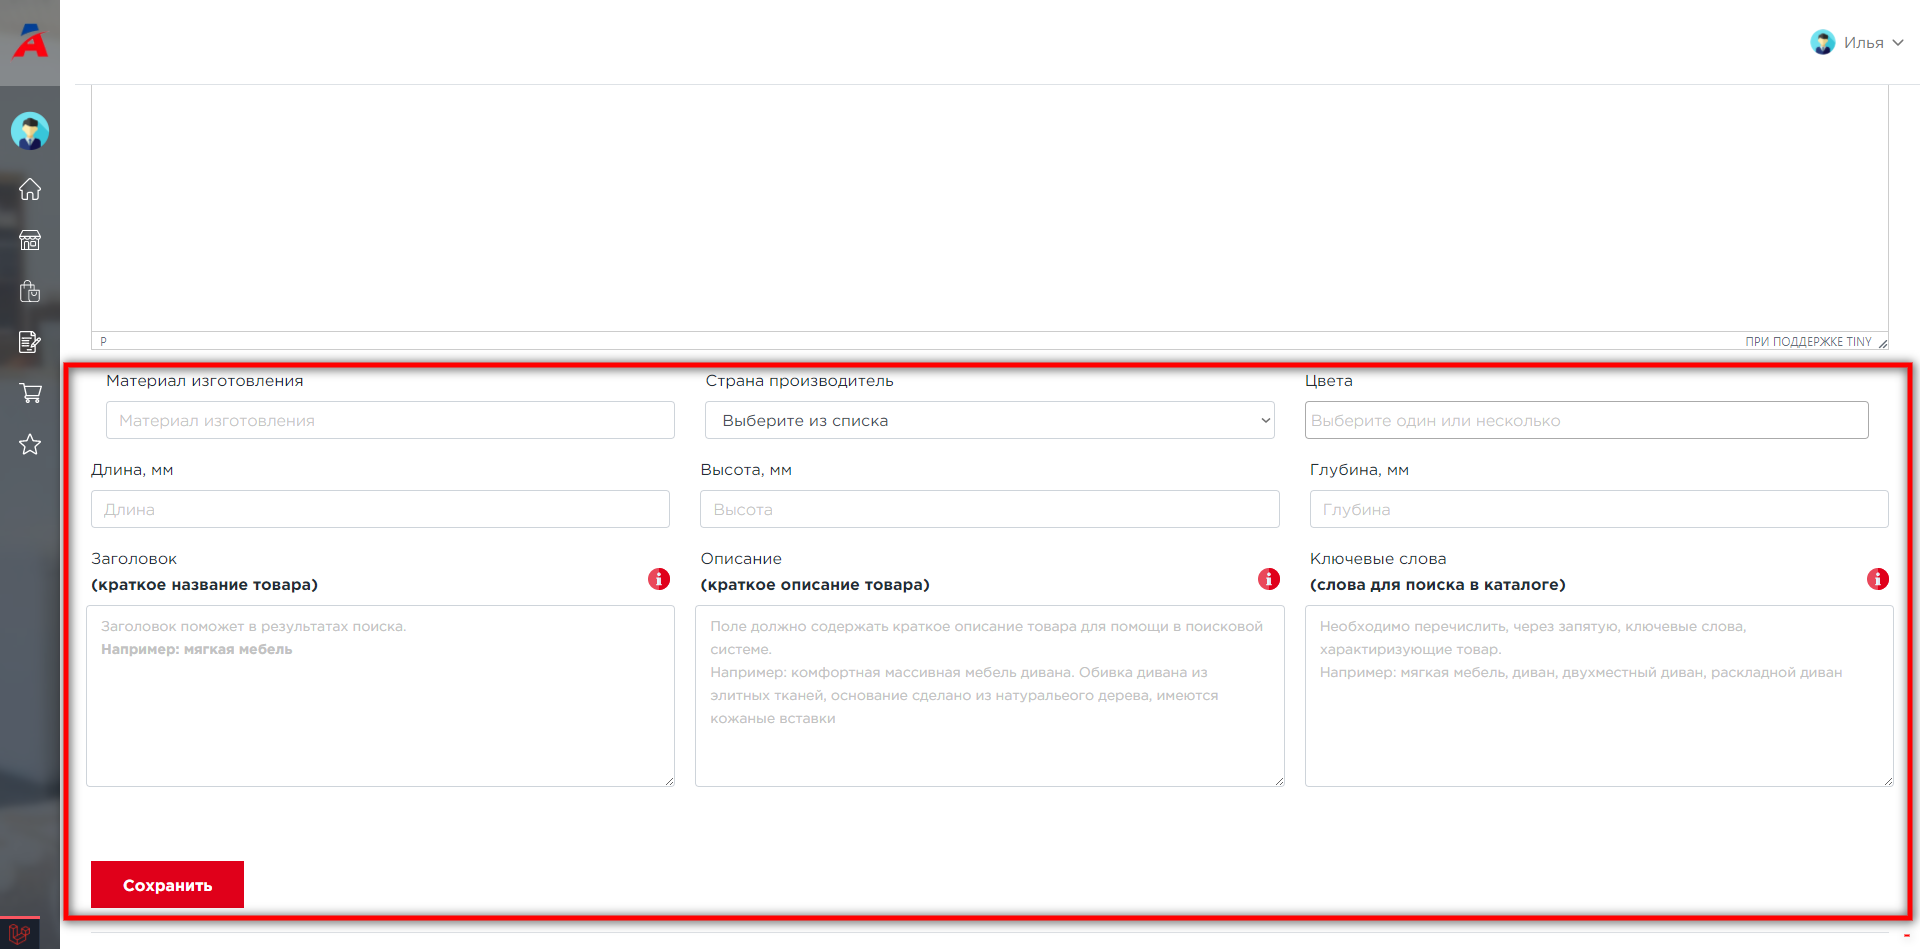 Илья
P
ПРИ ПОДДЕРЖКЕ TINY
Материал изготовления
Страна производитель
Цвета
Материал изготовления
Выберите из списка
Выберите один или несколько
Длина, мм
Высота, мм
Глубина, мм
Длина
Высота
Глубина
Заголовок
(краткое название товара)
Описание
(краткое описание товара)
Ключевые слова
(слова для поиска в каталоге)
Заголовок поможет в результатах поиска.
Например: мягкая мебель
Поле должно содержать краткое описание товара для помощи в поисковой
системе.
Например: комфортная массивная мебель дивана. Обивка дивана из
элитных тканей, основание сделано из натуральеого дерева, имеются
кожаные вставки
Необходимо перечислить, через запятую, ключевые слова,
характиризующие товар.
Например: мягкая мебель, диван, двухместный диван, раскладной диван
Сохранить